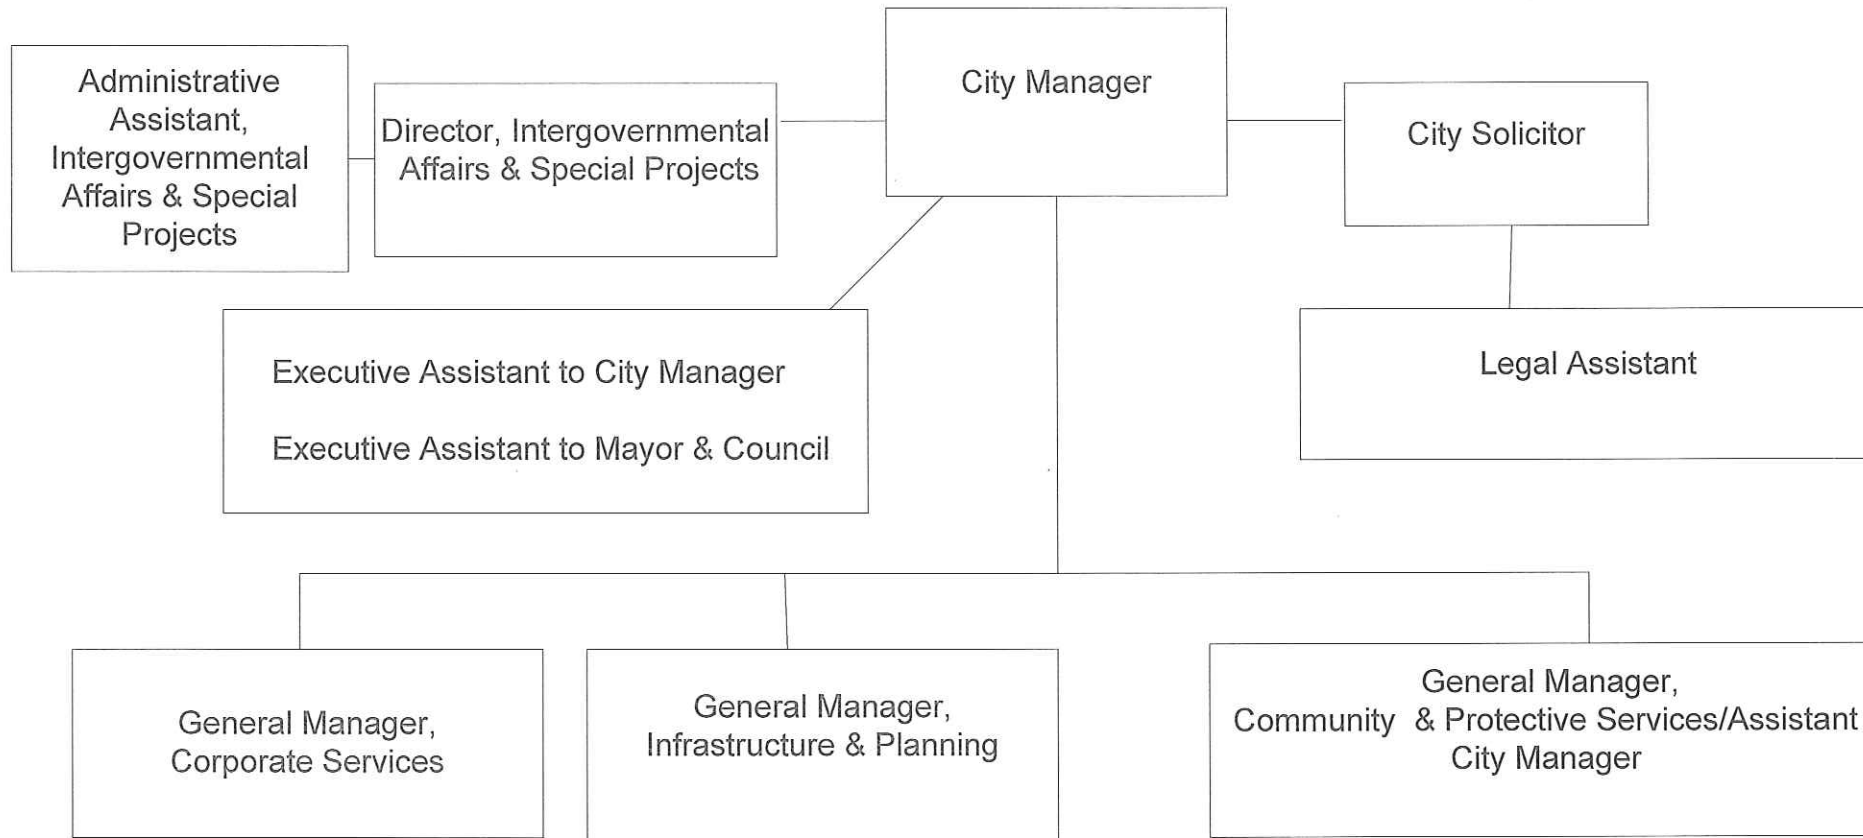 City Manager
Administrative
Assistant,
Intergovernmental
Affairs & Special
Projects
Director, Intergovernmental
Affairs & Special Projects
City Solicitor
Executive Assistant to City Manager
Executive Assistant to Mayor & Council
Legal Assistant
General Manager,
Corporate Services
General Manager,
Infrastructure & Planning
General Manager,
Community & Protective Services/Assistant
City Manager